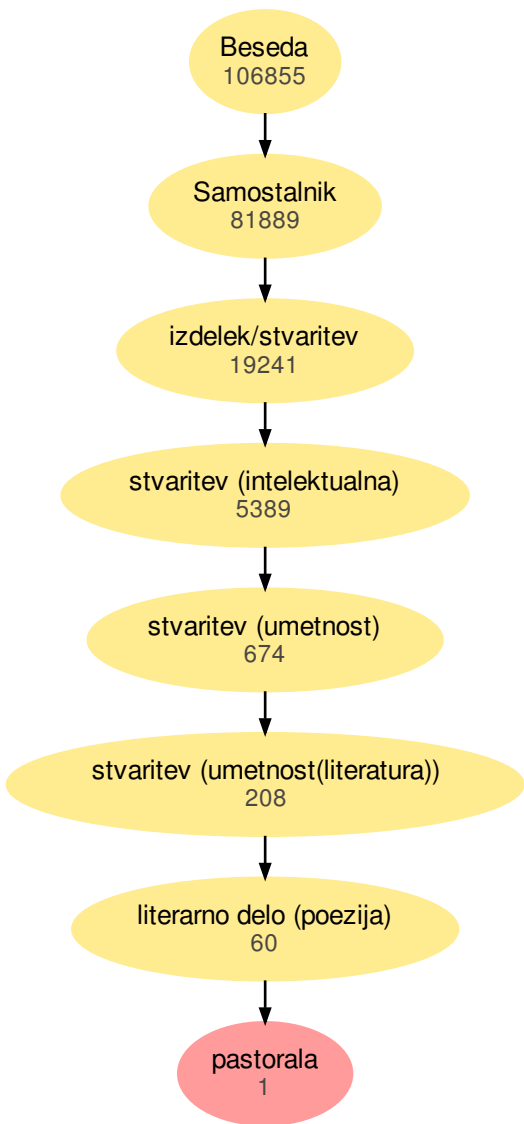 Beseda
106855
Samostalnik
81889
izdelek/stvaritev
19241
stvaritev (intelektualna)
5389
stvaritev (umetnost)
674
stvaritev (umetnost(literatura))
208
literarno delo (poezija)
60
pastorala
1